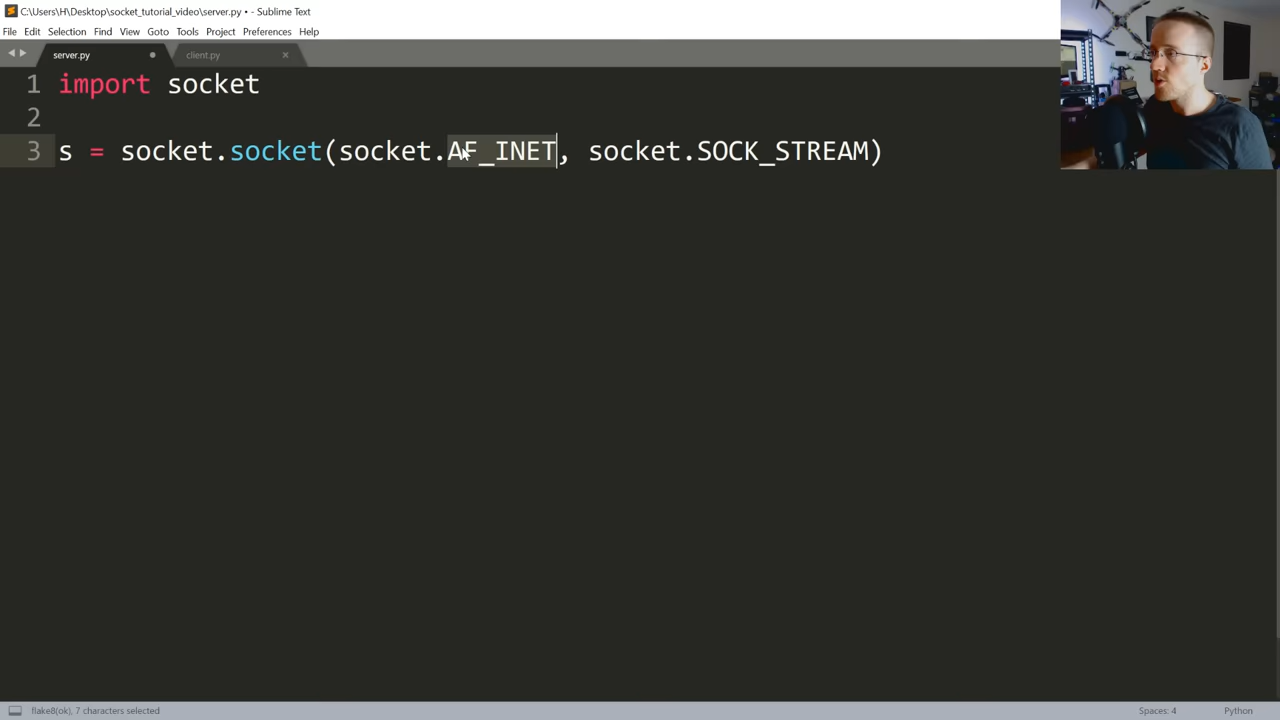 C:\Users\H\Desktop\socket_tutorial_video\server.py • - Sublime Text
File Edit Selection Find View Goto Tools Project Preferences Help
server.py client.py ×
1 import socket
2
3 s = socket.socket(socket.AF_INET, socket.SOCK_STREAM)
flake8(ok), 7 characters selected Spaces: 4 Python